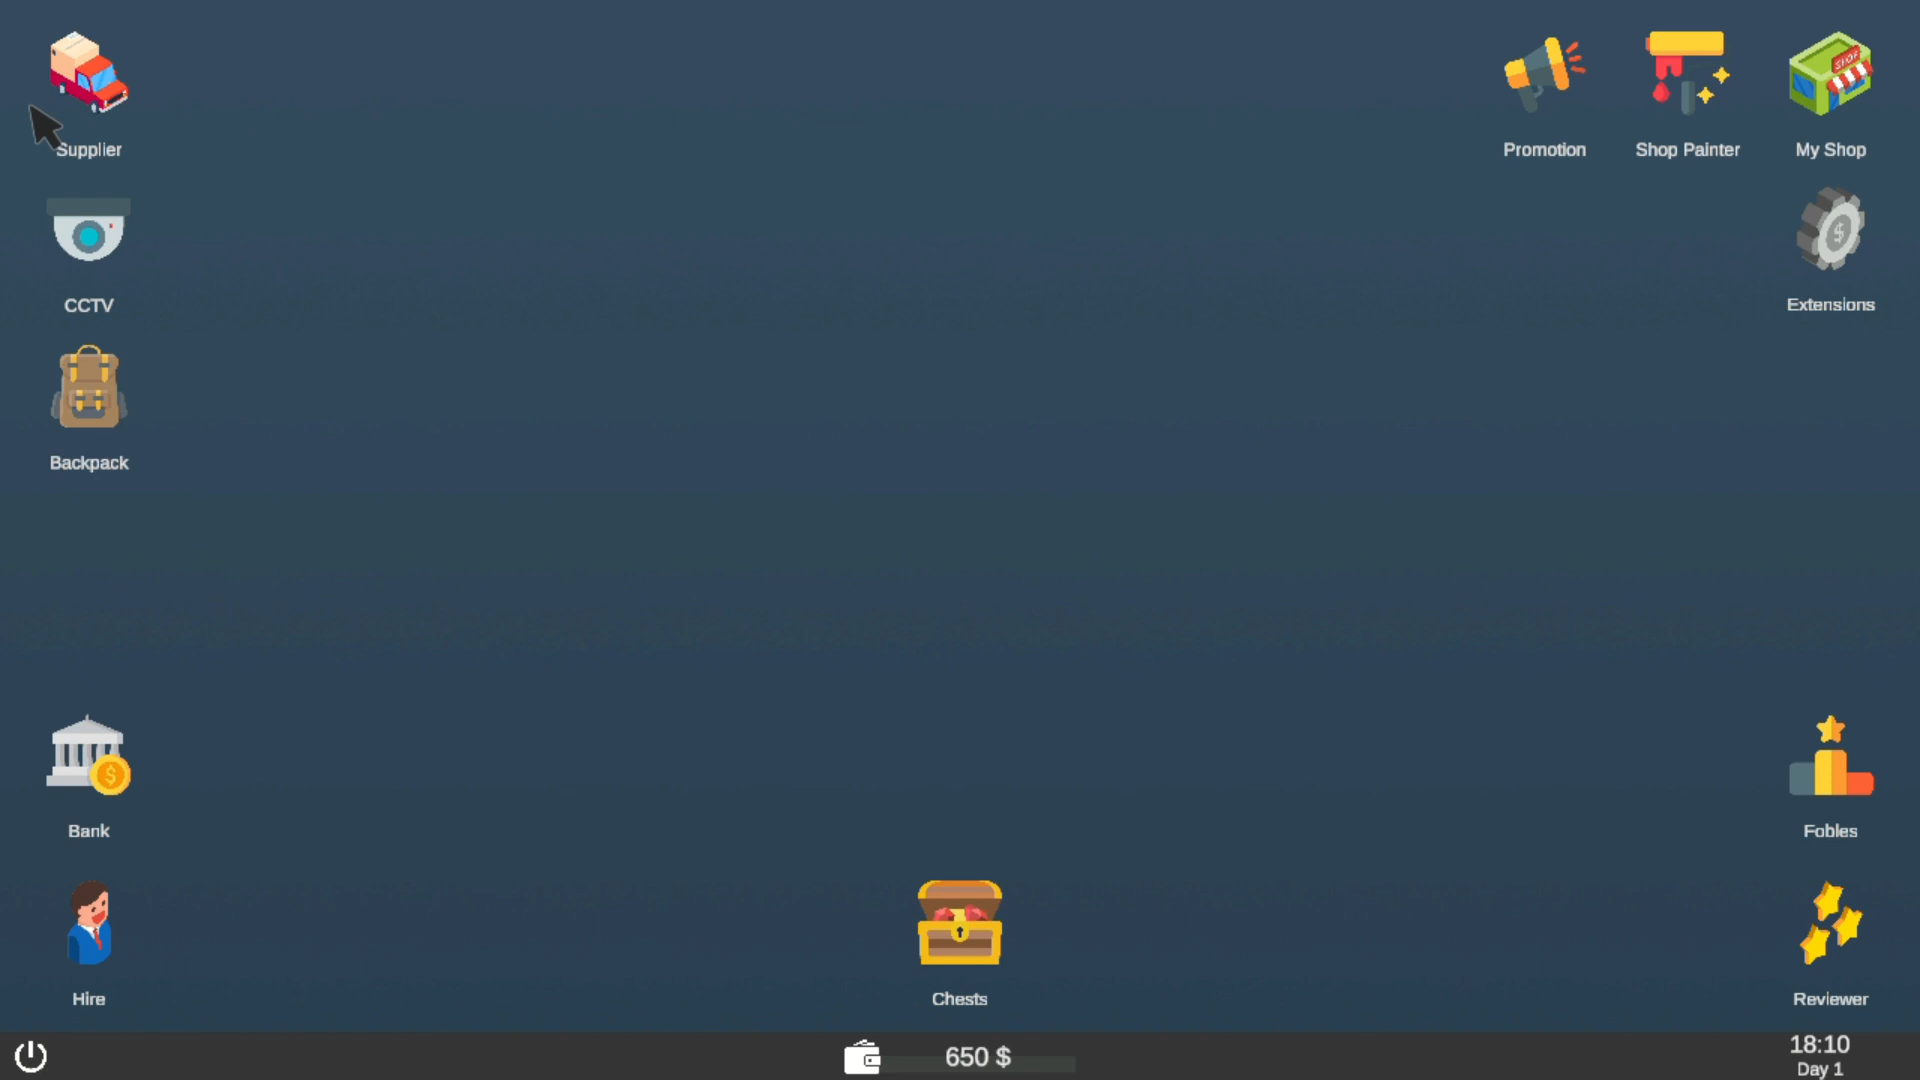 Supplier
Promotion
Shop Painter
SHOP
My Shop
CCTV
Extensions
Backpack
Bank
Fobles
Hire
Chests
Reviewer
650 $
18:10
Day 1